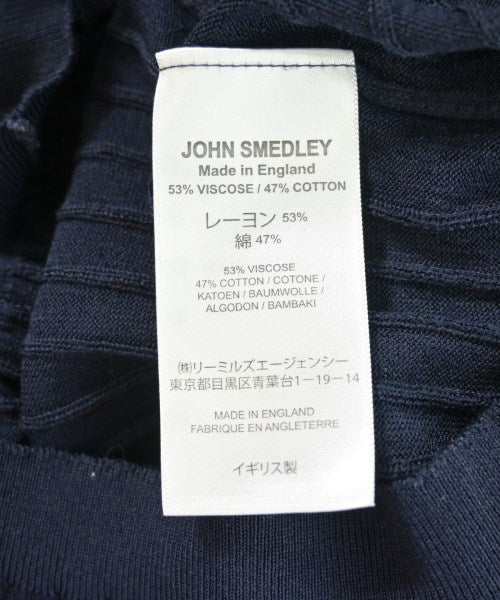 JOHN SMEDLEY
Made in England
53% VISCOSE / 47% COTTON
レーヨン 53%
綿 47%
53% VISCOSE
47% COTTON / COTONE /
KATOEN / BAUMWOLLE /
ALGODON / BAMBAKI
㈱リーミルズエージェンシー
東京都目黒区青葉台1－19－14
MADE IN ENGLAND
FABRIQUE EN ANGLETERRE
イギリス製